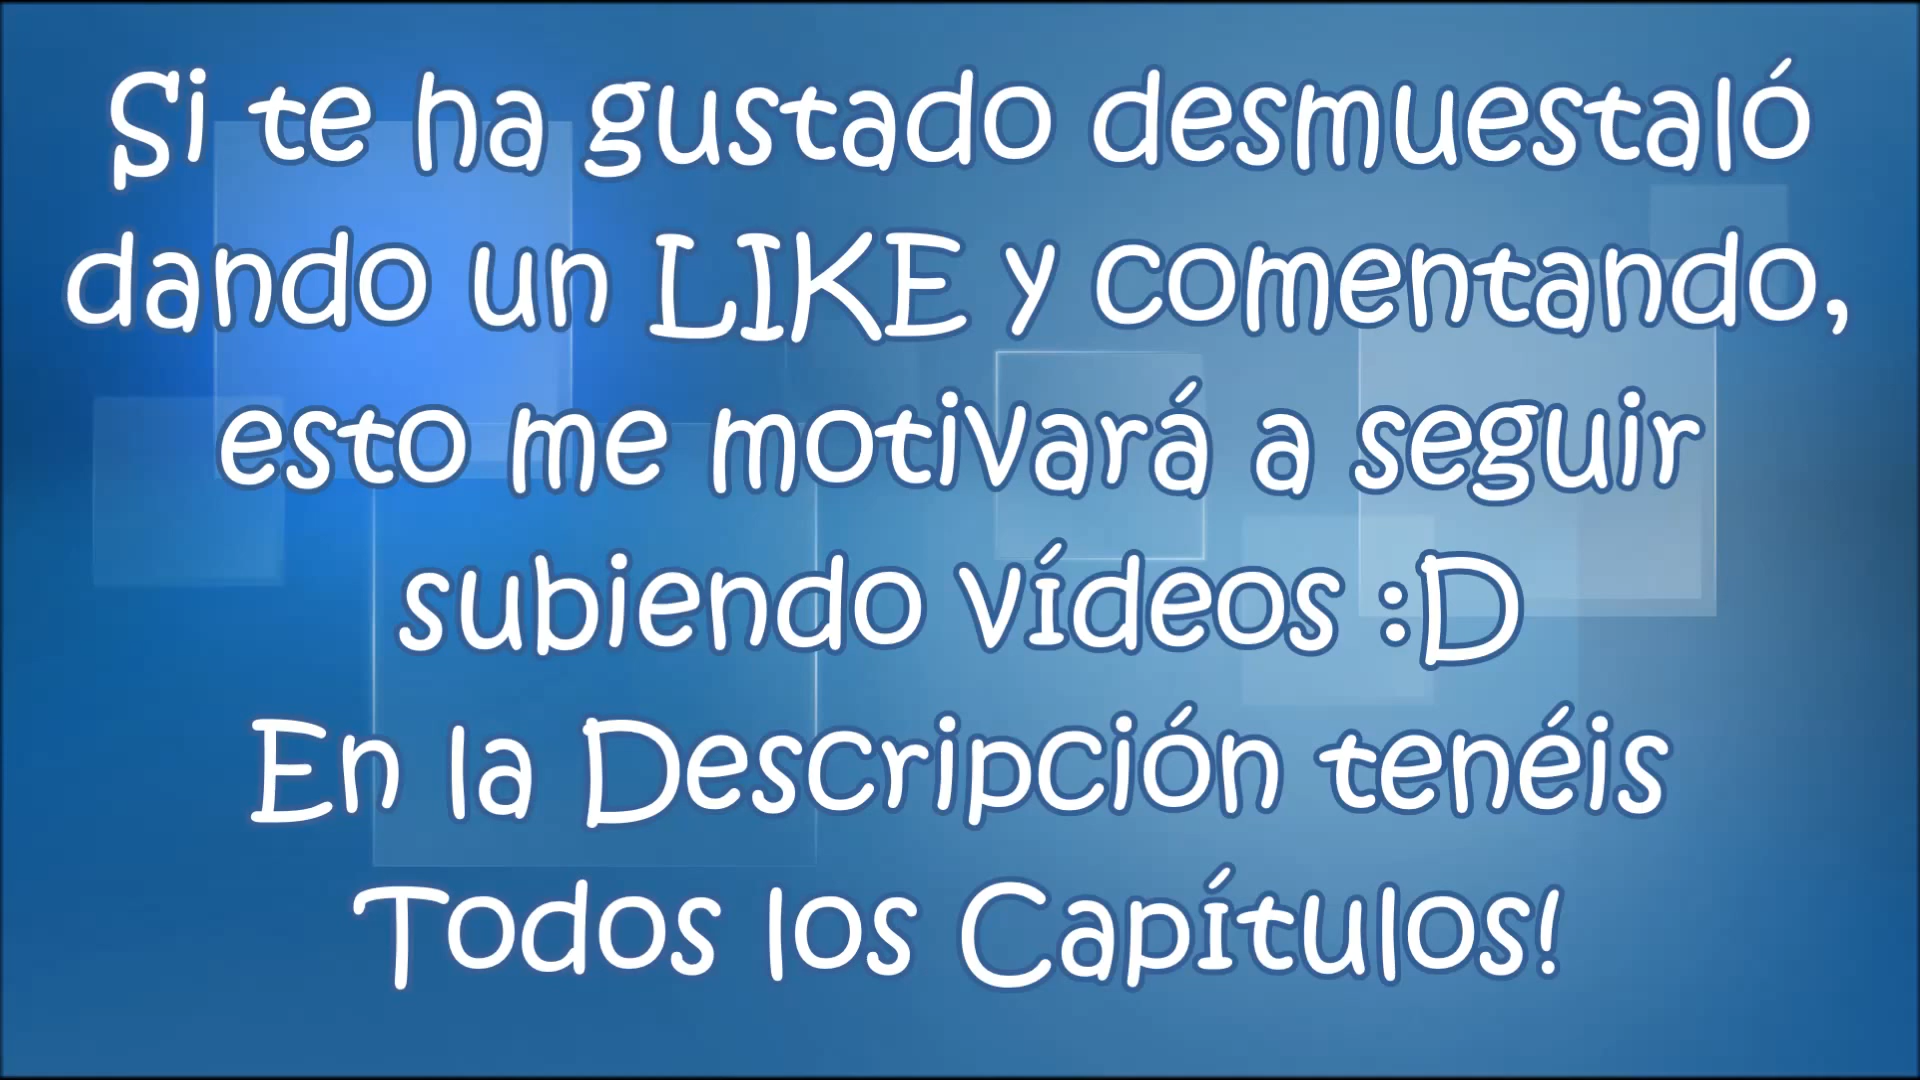 Si te ha gustado desmuestaló
dando un LIKE y comentando,
esto me motivará a seguir
subiendo vídeos :D
En la Descripción tenéis
Todos los Capítulos!